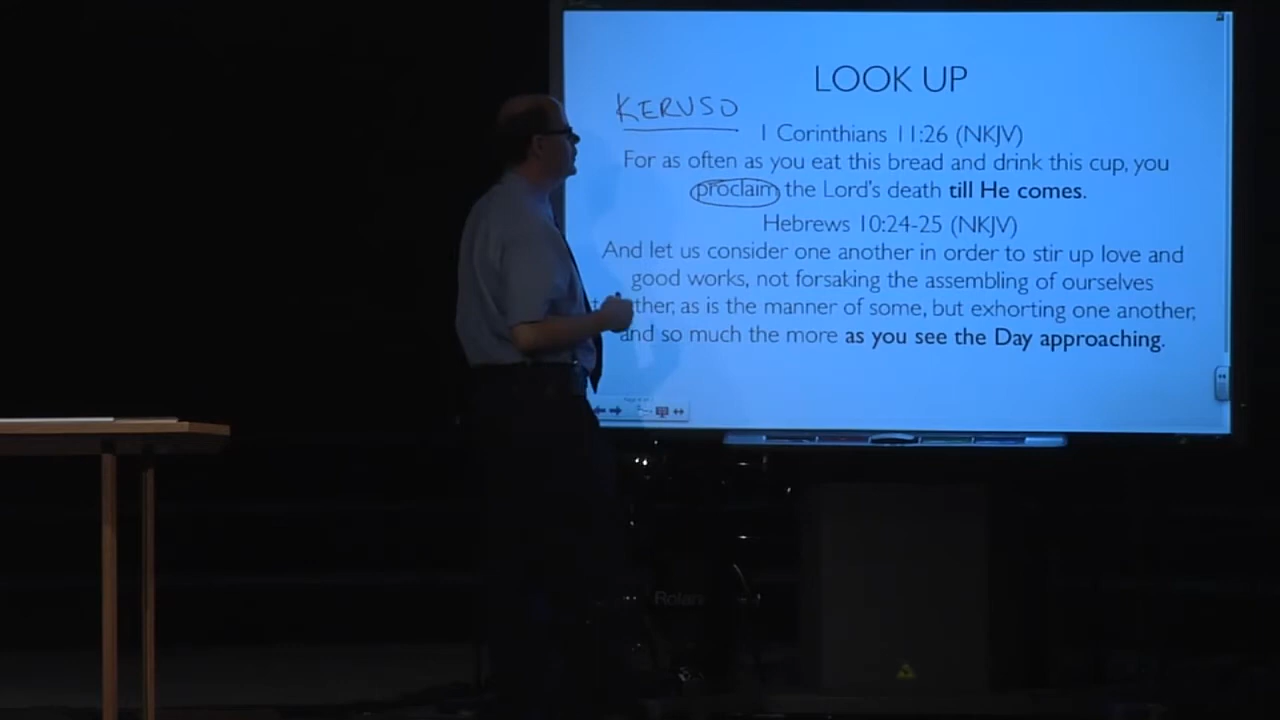 LOOK UP
KERUSO
1 Corinthians 11:26 (NKJV)
For as often as you eat this bread and drink this cup, you
proclaim the Lord's death till He comes.
Hebrews 10:24-25 (NKJV)
And let us consider one another in order to stir up love and
good works, not forsaking the assembling of ourselves
as is the manner of some, but exhorting one another,
and so much the more as you see the Day approaching.